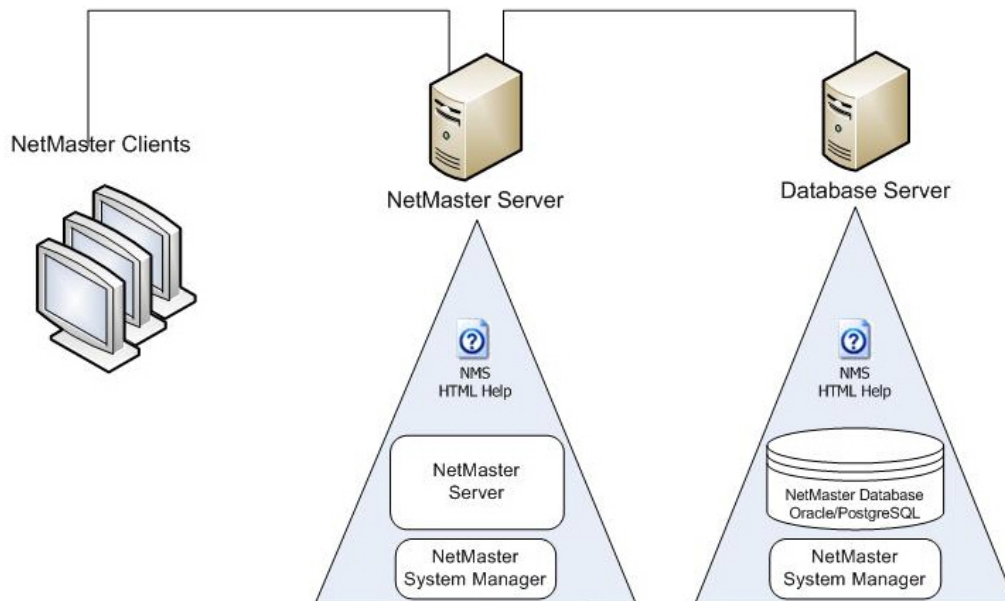 NetMaster Clients
NetMaster Server
Database Server
NMS
HTML Help
NetMaster
Server
NetMaster
System Manager
NMS
HTML Help
NetMaster Database
Oracle/PostgreSQL
NetMaster
System Manager